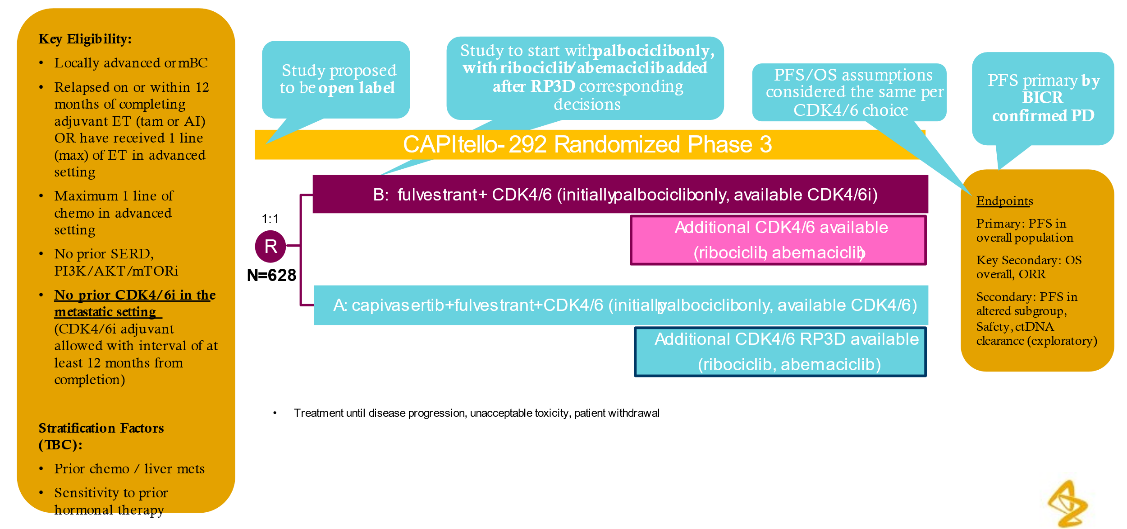 Key Eligibility:
• Locally advanced or mBC
• Relapsed on or within 12
months of completing
adjuvant ET (tam or AI)
OR have received 1 line
(max) of ET in advanced
setting
• Maximum 1 line of
chemo in advanced
setting
• No prior SERD,
PI3K/AKT/mTORi
• No prior CDK4/6i in the
metastatic setting
(CDK4/6i adjuvant
allowed with interval of at
least 12 months from
completion)
Stratification Factors
(TBC):
• Prior chemo / liver mets
• Sensitivity to prior
hormonal therapy
Study proposed
to be open label
Study to start with palbociclib only,
with ribociclib/abemaciclib added
after RP3D corresponding
decisions
PFS/OS assumptions
considered the same per
CDK4/6 choice
PFS primary by
BICR
confirmed PD
CAPItello- 292 Randomized Phase 3
1:1
R
N=628
B: fulvestrant+ CDK4/6 (initially palbociclib only, available CDK4/6i)
Additional CDK4/6 available
(ribociclib, abemaciclib)
A: capivasertib+fulvestrant+CDK4/6 (initially palbociclib only, available CDK4/6)
Additional CDK4/6 RP3D available
(ribociclib, abemaciclib)
• Treatment until disease progression, unacceptable toxicity, patient withdrawal
Endpoints
Primary: PFS in
overall population
Key Secondary: OS
overall, ORR
Secondary: PFS in
altered subgroup,
Safety, ctDNA
clearance (exploratory)